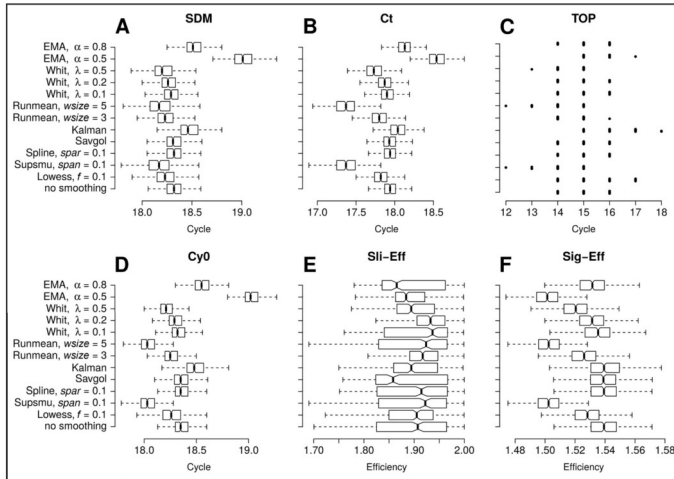 A SDM
B Ct
C TOP
EMA, α = 0.8
EMA, α = 0.5
Whit, λ = 0.5
Whit, λ = 0.2
Whit, λ = 0.1
Runmean, wsize = 5
Runmean, wsize = 3
Kalman
Savgol
Spline, spar = 0.1
Supsmu, span = 0.1
Lowess, f = 0.1
no smoothing
18.0 18.5 19.0
17.0 17.5 18.0 18.5
12 13 14 15 16 17 18
Cycle Cycle Cycle
D Cy0
E Sli−Eff
F Sig−Eff
EMA, α = 0.8
EMA, α = 0.5
Whit, λ = 0.5
Whit, λ = 0.2
Whit, λ = 0.1
Runmean, wsize = 5
Runmean, wsize = 3
Kalman
Savgol
Spline, spar = 0.1
Supsmu, span = 0.1
Lowess, f = 0.1
no smoothing
18.0 18.5 19.0
1.70 1.80 1.90 2.00
1.48 1.50 1.52 1.54 1.56 1.58
Cycle Efficiency Efficiency